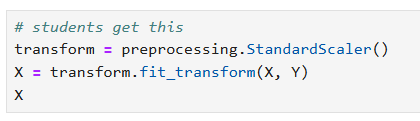 # students get this
transform = preprocessing.StandardScaler()
X = transform.fit_transform(X, Y)
X